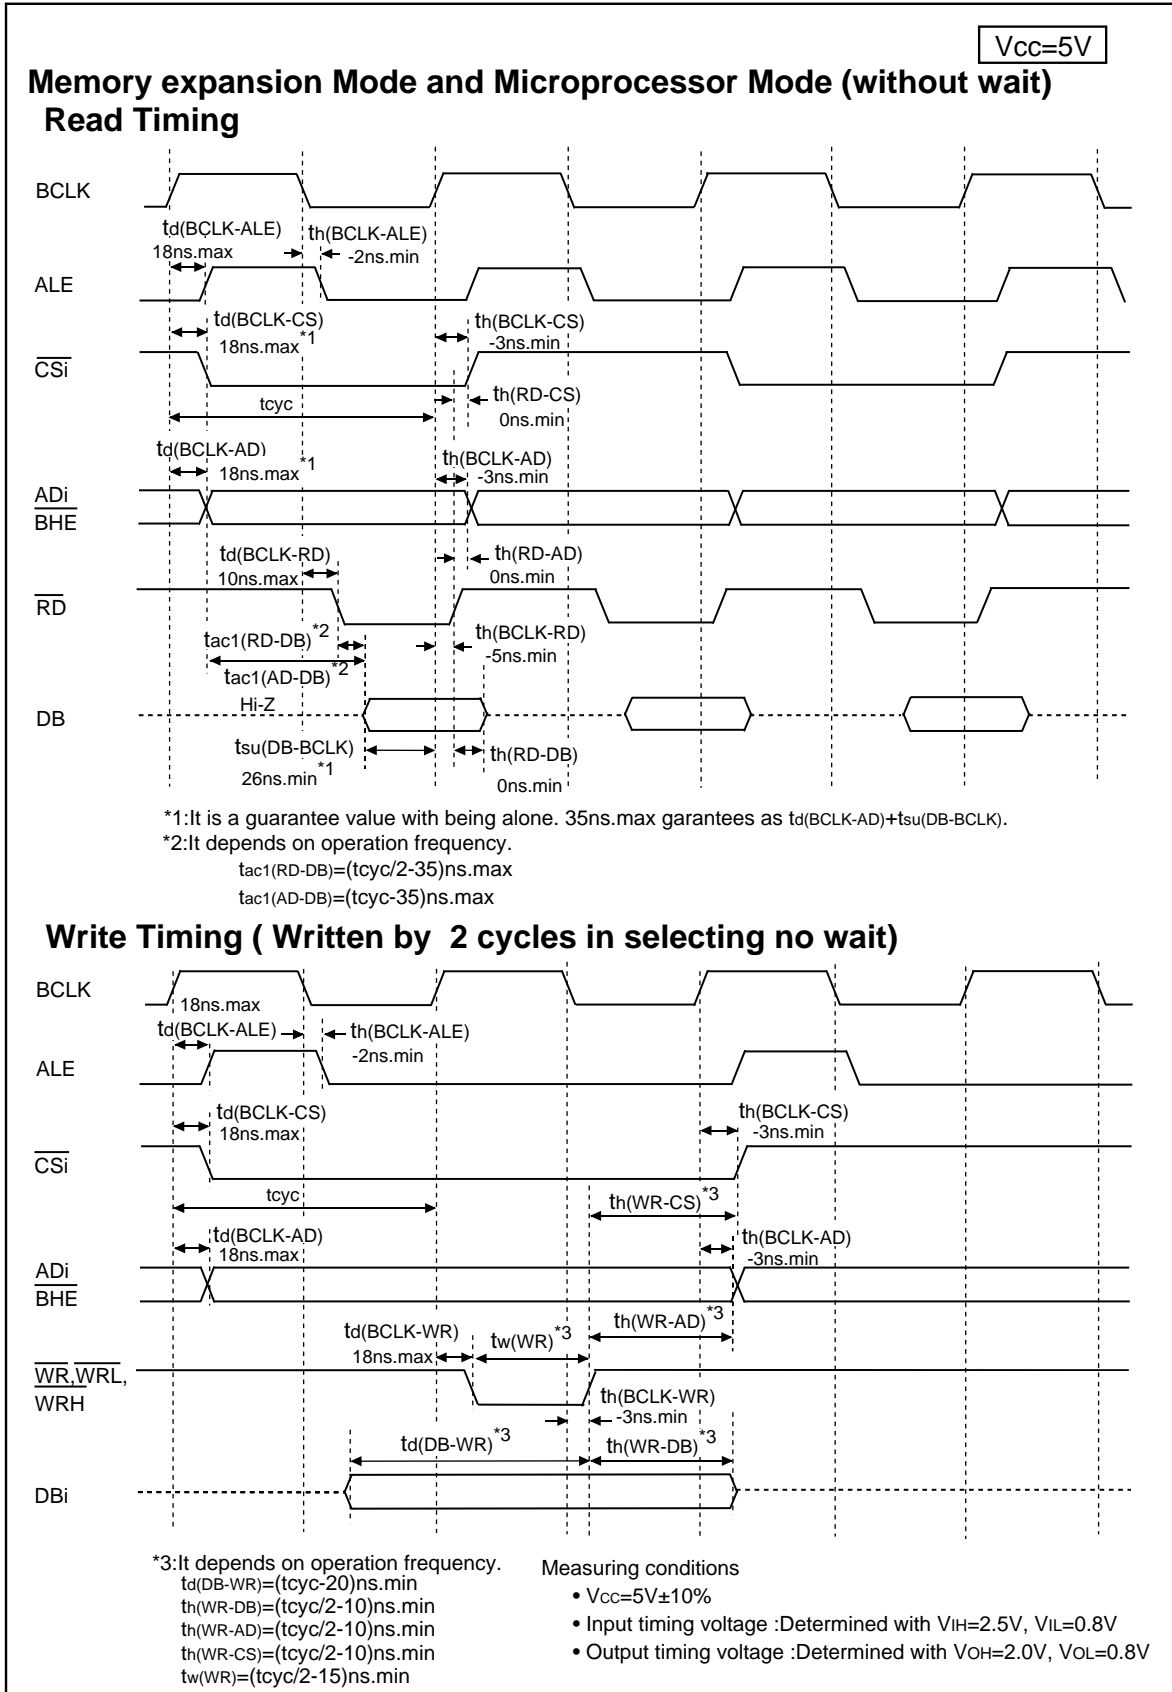 Vcc=5V
Memory expansion Mode and Microprocessor Mode (without wait)
Read Timing
BCLK
td(BCLK-ALE)
18ns.max
th(BCLK-ALE)
-2ns.min
ALE
td(BCLK-CS)
18ns.max*1
th(BCLK-CS)
-3ns.min
CSi
tcyc
th(RD-CS)
0ns.min
td(BCLK-AD)
18ns.max*1
th(BCLK-AD)
-3ns.min
ADi
BHE
td(BCLK-RD)
10ns.max
th(RD-AD)
0ns.min
RD
tac1(RD-DB)*2
th(BCLK-RD)
-5ns.min
tac1(AD-DB)*2
Hi-Z
DB
tsu(DB-BCLK)
26ns.min*1
th(RD-DB)
0ns.min
*1:It is a guarantee value with being alone. 35ns.max garantees as td(BCLK-AD)+tsu(DB-BCLK).
*2:It depends on operation frequency.
tac1(RD-DB)=(tcyc/2-35)ns.max
tac1(AD-DB)=(tcyc-35)ns.max
Write Timing ( Written by 2 cycles in selecting no wait)
BCLK
18ns.max
td(BCLK-ALE)
th(BCLK-ALE)
-2ns.min
ALE
td(BCLK-CS)
18ns.max
th(BCLK-CS)
-3ns.min
CSi
tcyc
th(WR-CS)*3
td(BCLK-AD)
18ns.max
th(BCLK-AD)
-3ns.min
ADi
BHE
td(BCLK-WR)
18ns.max
tw(WR)*3
th(WR-AD)*3
WR,WRL,
WRH
th(BCLK-WR)
-3ns.min
td(DB-WR)*3
th(WR-DB)*3
DBi
*3:It depends on operation frequency.
td(DB-WR)=(tcyc-20)ns.min
th(WR-DB)=(tcyc/2-10)ns.min
th(WR-AD)=(tcyc/2-10)ns.min
th(WR-CS)=(tcyc/2-10)ns.min
tw(WR)=(tcyc/2-15)ns.min
Measuring conditions
• VCC=5V±10%
• Input timing voltage :Determined with VIH=2.5V, VIL=0.8V
• Output timing voltage :Determined with VOH=2.0V, VOL=0.8V